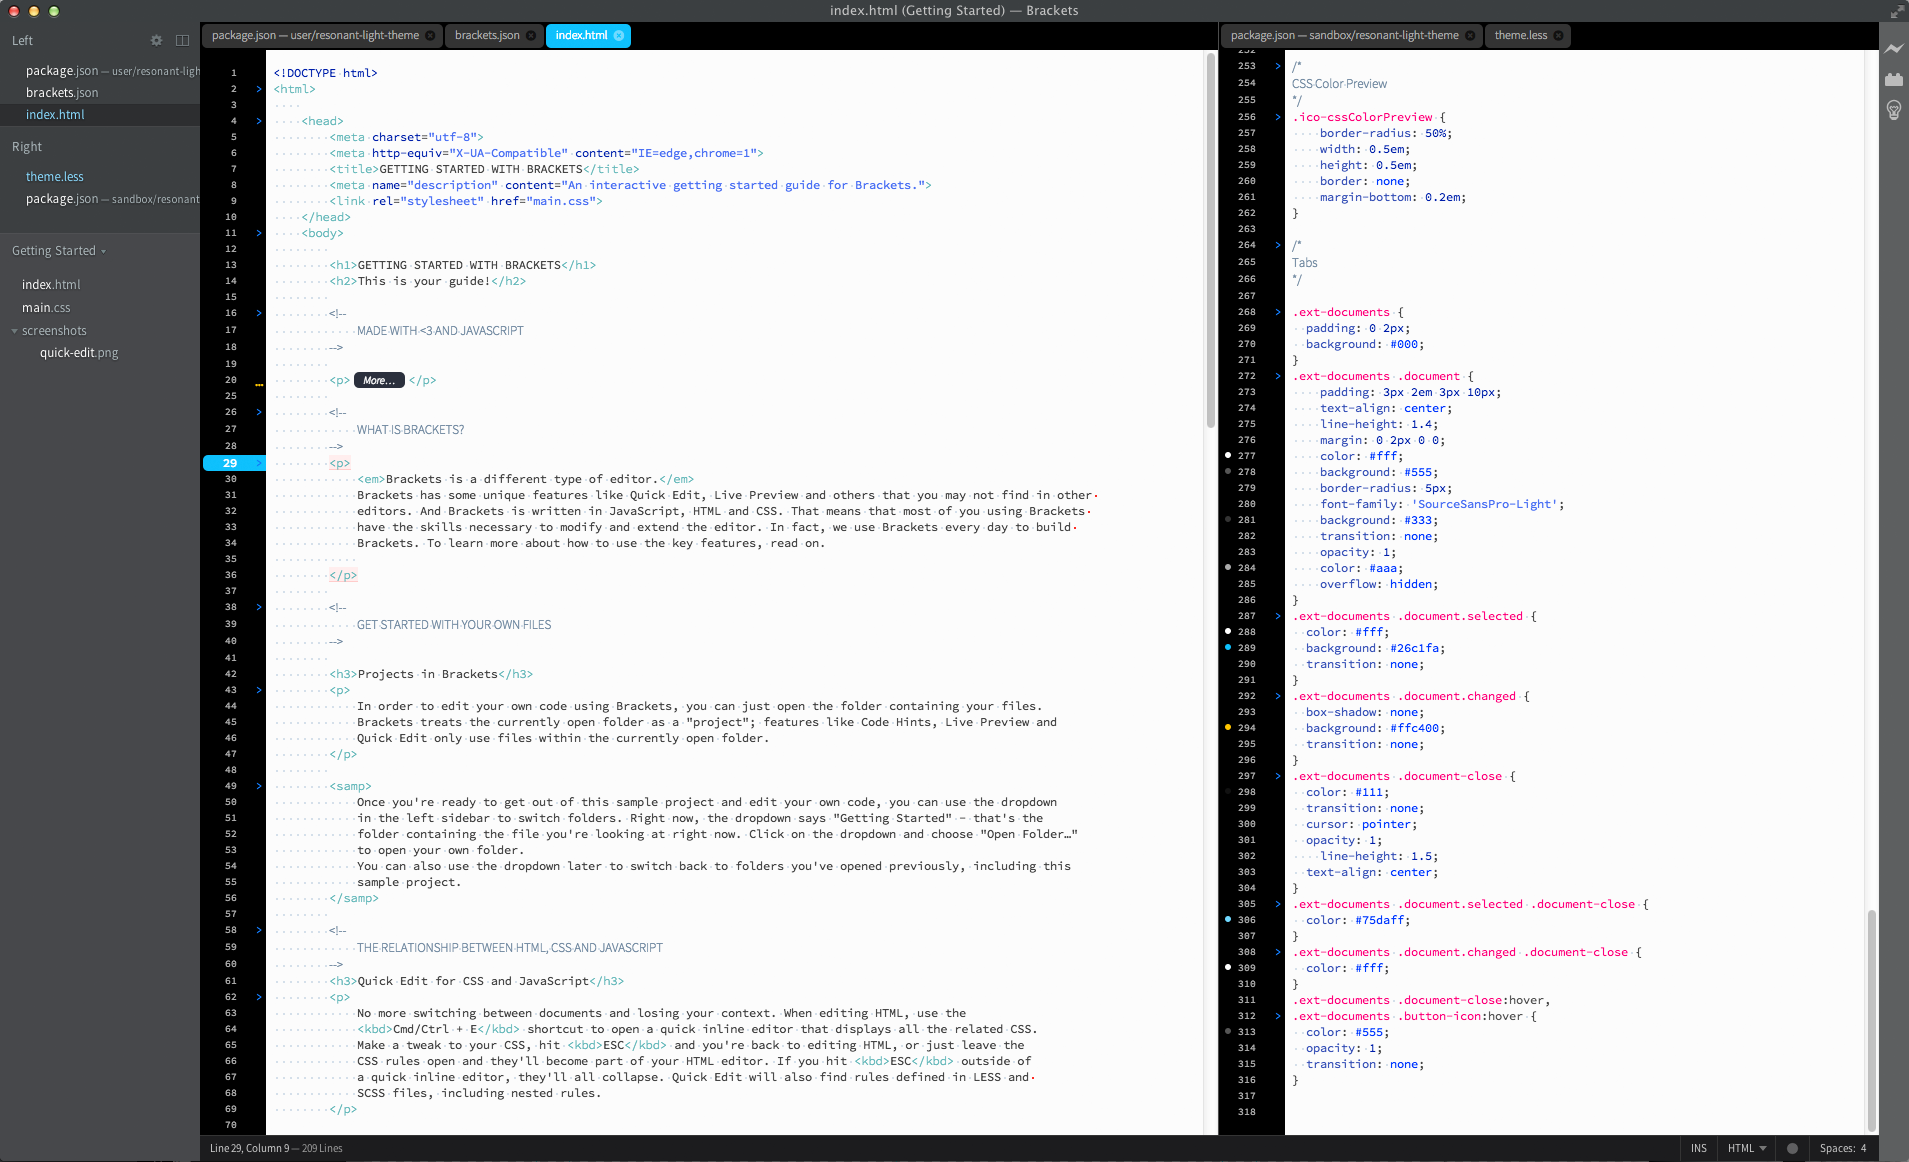 index.html (Getting Started) — Brackets
Left
package.json — user/resonant-ligh
brackets.json
index.html
Right
theme.less
package.json — sandbox/resonant
Getting Started
index.html
main.css
screenshots
quick-edit.png
package.json — user/resonant-light-theme
brackets.json
index.html
1 <!DOCTYPE html>
2 <html>
3
4 <head>
5 <meta charset="utf-8">
6 <meta http-equiv="X-UA-Compatible" content="IE=edge,chrome=1">
7 <title>GETTING STARTED WITH BRACKETS</title>
8 <meta name="description" content="An interactive getting started guide for Brackets.">
9 <link rel="stylesheet" href="main.css">
10 </head>
11 <body>
12
13 <h1>GETTING STARTED WITH BRACKETS</h1>
14 <h2>This is your guide!</h2>
15
16 <!--
17 MADE WITH <3 AND JAVASCRIPT
18 -->
19
20 <p> More... </p>
25
26 <!--
27 WHAT IS BRACKETS?
28 -->
29 <p>
30 <em>Brackets is a different type of editor.</em>
31 Brackets has some unique features like Quick Edit, Live Preview and others that you may not find in other
32 editors. And Brackets is written in JavaScript, HTML and CSS. That means that most of you using Brackets
33 have the skills necessary to modify and extend the editor. In fact, we use Brackets every day to build
34 Brackets. To learn more about how to use the key features, read on.
35
36 </p>
37
38 <!--
39 GET STARTED WITH YOUR OWN FILES
40 -->
41
42 <h3>Projects in Brackets</h3>
43 <p>
44 In order to edit your own code using Brackets, you can just open the folder containing your files.
45 Brackets treats the currently open folder as a "project"; features like Code Hints, Live Preview and
46 Quick Edit only use files within the currently open folder.
47 </p>
48
49 <samp>
50 Once you're ready to get out of this sample project and edit your own code, you can use the dropdown
51 in the left sidebar to switch folders. Right now, the dropdown says "Getting Started" - that's the
52 folder containing the file you're looking at right now. Click on the dropdown and choose "Open Folder…"
53 to open your own folder.
54 You can also use the dropdown later to switch back to folders you've opened previously, including this
55 sample project.
56 </samp>
57
58 <!--
59 THE RELATIONSHIP BETWEEN HTML, CSS AND JAVASCRIPT
60 -->
61 <h3>Quick Edit for CSS and JavaScript</h3>
62 <p>
63 No more switching between documents and losing your context. When editing HTML, use the
64 <kbd>Cmd/Ctrl + E</kbd> shortcut to open a quick inline editor that displays all the related CSS.
65 Make a tweak to your CSS, hit <kbd>ESC</kbd> and you're back to editing HTML, or just leave the
66 CSS rules open and they'll become part of your HTML editor. If you hit <kbd>ESC</kbd> outside of
67 a quick inline editor, they'll all collapse. Quick Edit will also find rules defined in LESS and
68 SCSS files, including nested rules.
69 </p>
70
package.json — sandbox/resonant-light-theme
theme.less
252
253 /*
254 CSS Color Preview
255 */
256 .ico-cssColorPreview {
257 border-radius: 50%;
258 width: 0.5em;
259 height: 0.5em;
260 border: none;
261 margin-bottom: 0.2em;
262 }
263
264 /*
265 Tabs
266 */
267
268 .ext-documents {
269 padding: 0 2px;
270 background: #000;
271 }
272 .ext-documents .document {
273 padding: 3px 2em 3px 10px;
274 text-align: center;
275 line-height: 1.4;
276 margin: 0 2px 0 0;
277 color: #fff;
278 background: #555;
279 border-radius: 5px;
280 font-family: 'SourceSansPro-Light';
281 background: #333;
282 transition: none;
283 opacity: 1;
284 color: #aaa;
285 overflow: hidden;
286 }
287 .ext-documents .document.selected {
288 color: #fff;
289 background: #26c1fa;
290 transition: none;
291 }
292 .ext-documents .document.changed {
293 box-shadow: none;
294 background: #ffc400;
295 transition: none;
296 }
297 .ext-documents .document-close {
298 color: #111;
299 transition: none;
300 cursor: pointer;
301 opacity: 1;
302 line-height: 1.5;
303 text-align: center;
304 }
305 .ext-documents .document.selected .document-close {
306 color: #75daff;
307 }
308 .ext-documents .document.changed .document-close {
309 color: #fff;
310 }
311 .ext-documents .document-close:hover,
312 .ext-documents .button-icon:hover {
313 color: #555;
314 opacity: 1;
315 transition: none;
316 }
317
318
Line 29, Column 9 — 209 Lines
INS
HTML
Spaces: 4